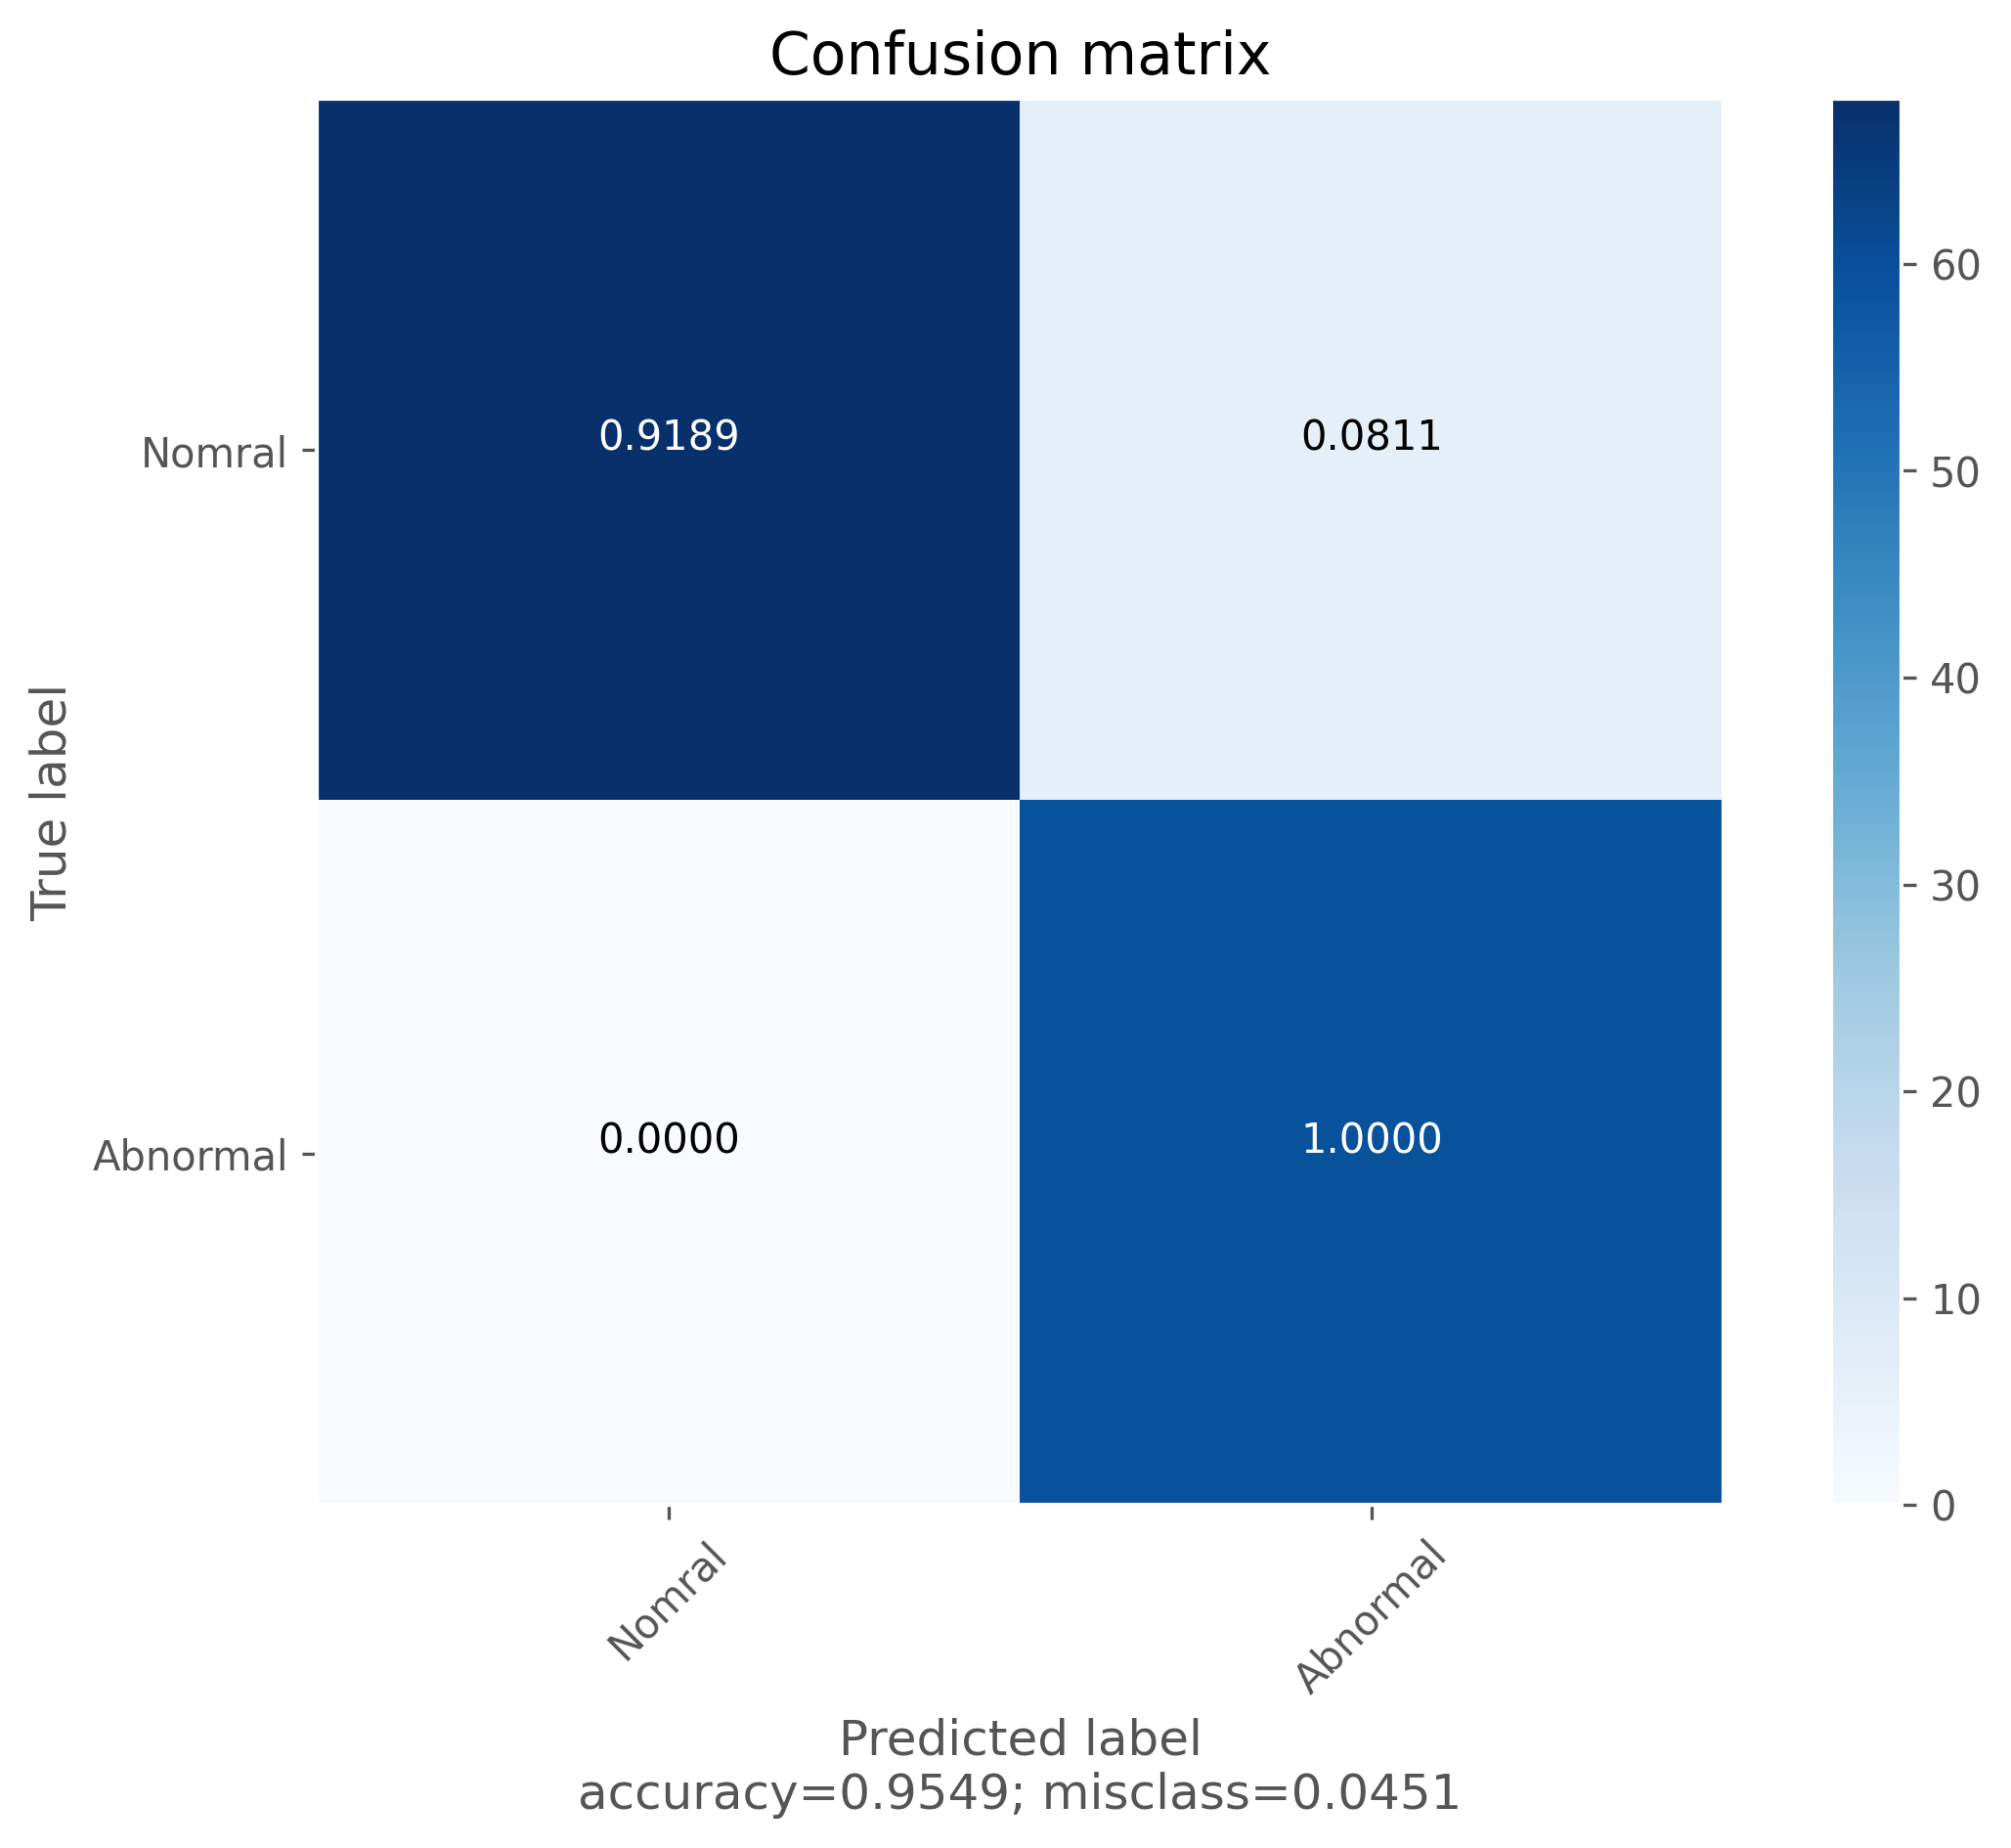 Confusion matrix
Nomral
0.9189
0.0811
Abnormal
0.0000
1.0000
True label
Nomral
Abnormal
Predicted label
accuracy=0.9549; misclass=0.0451
60
50
40
30
20
10
0